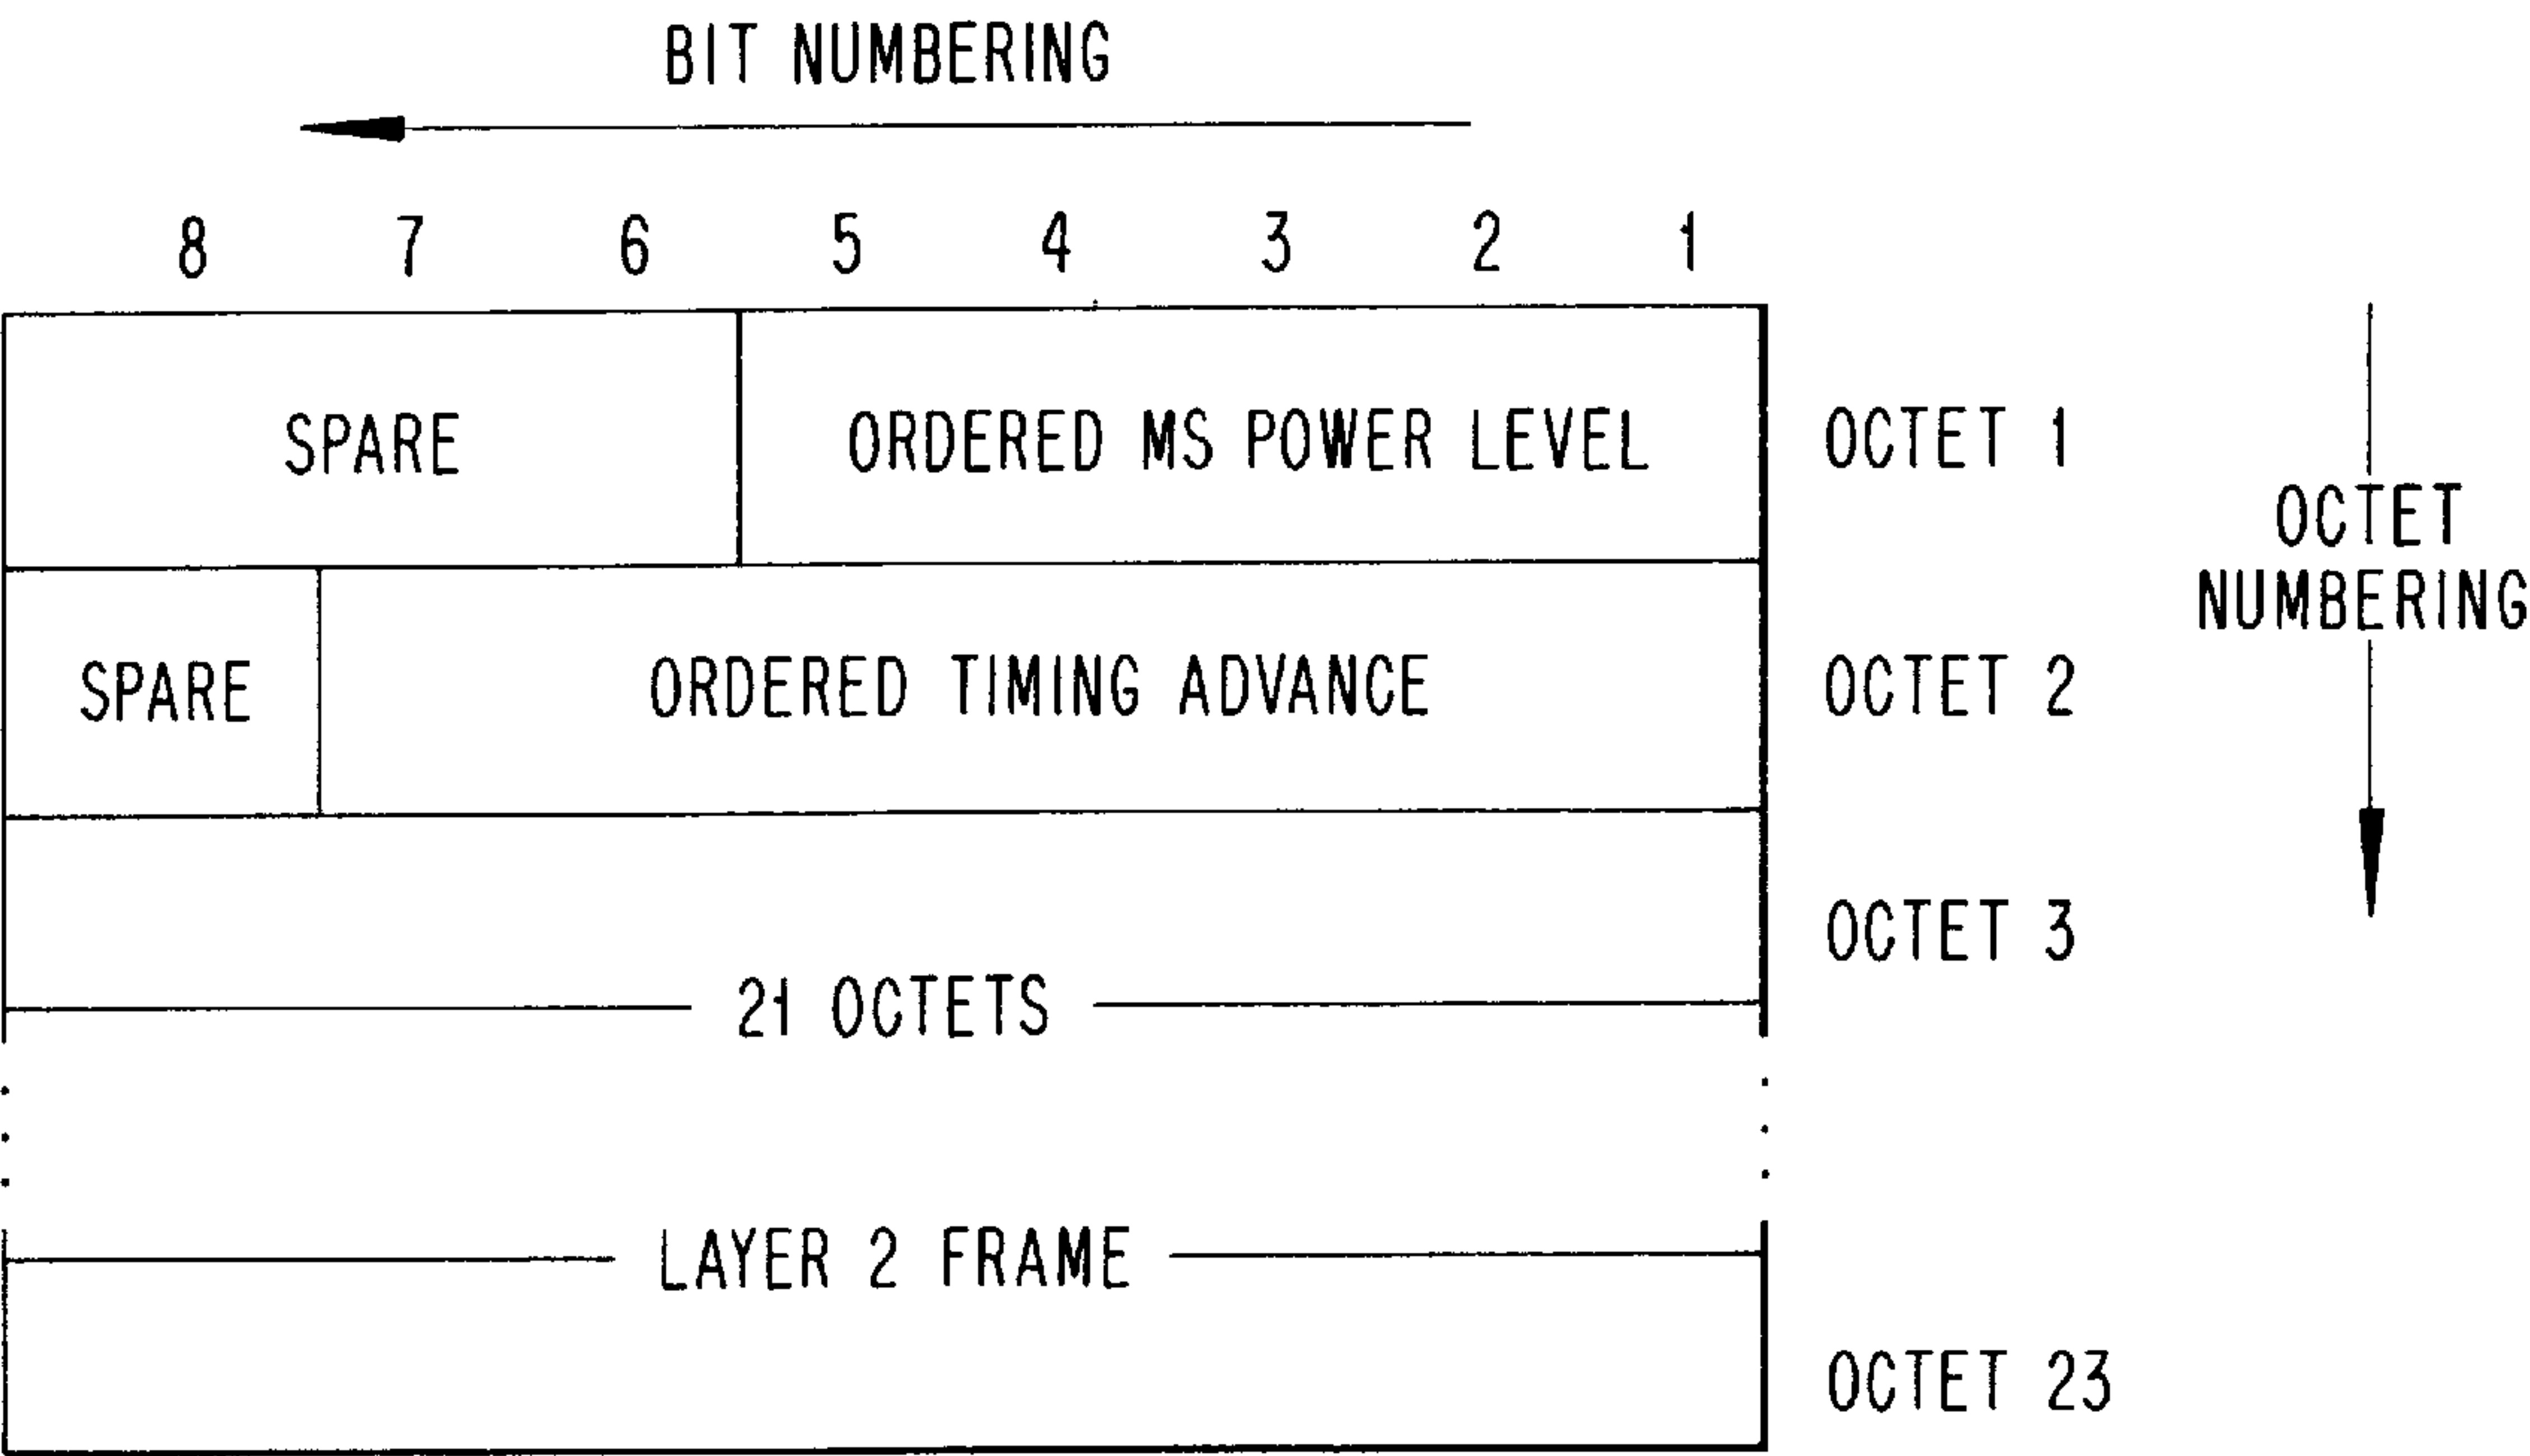 BIT NUMBERING
8 7 6 5 4 3 2 1
SPARE ORDERED MS POWER LEVEL OCTET 1
OCTET
NUMBERING
SPARE ORDERED TIMING ADVANCE OCTET 2
OCTET 3
21 OCTETS
LAYER 2 FRAME
OCTET 23